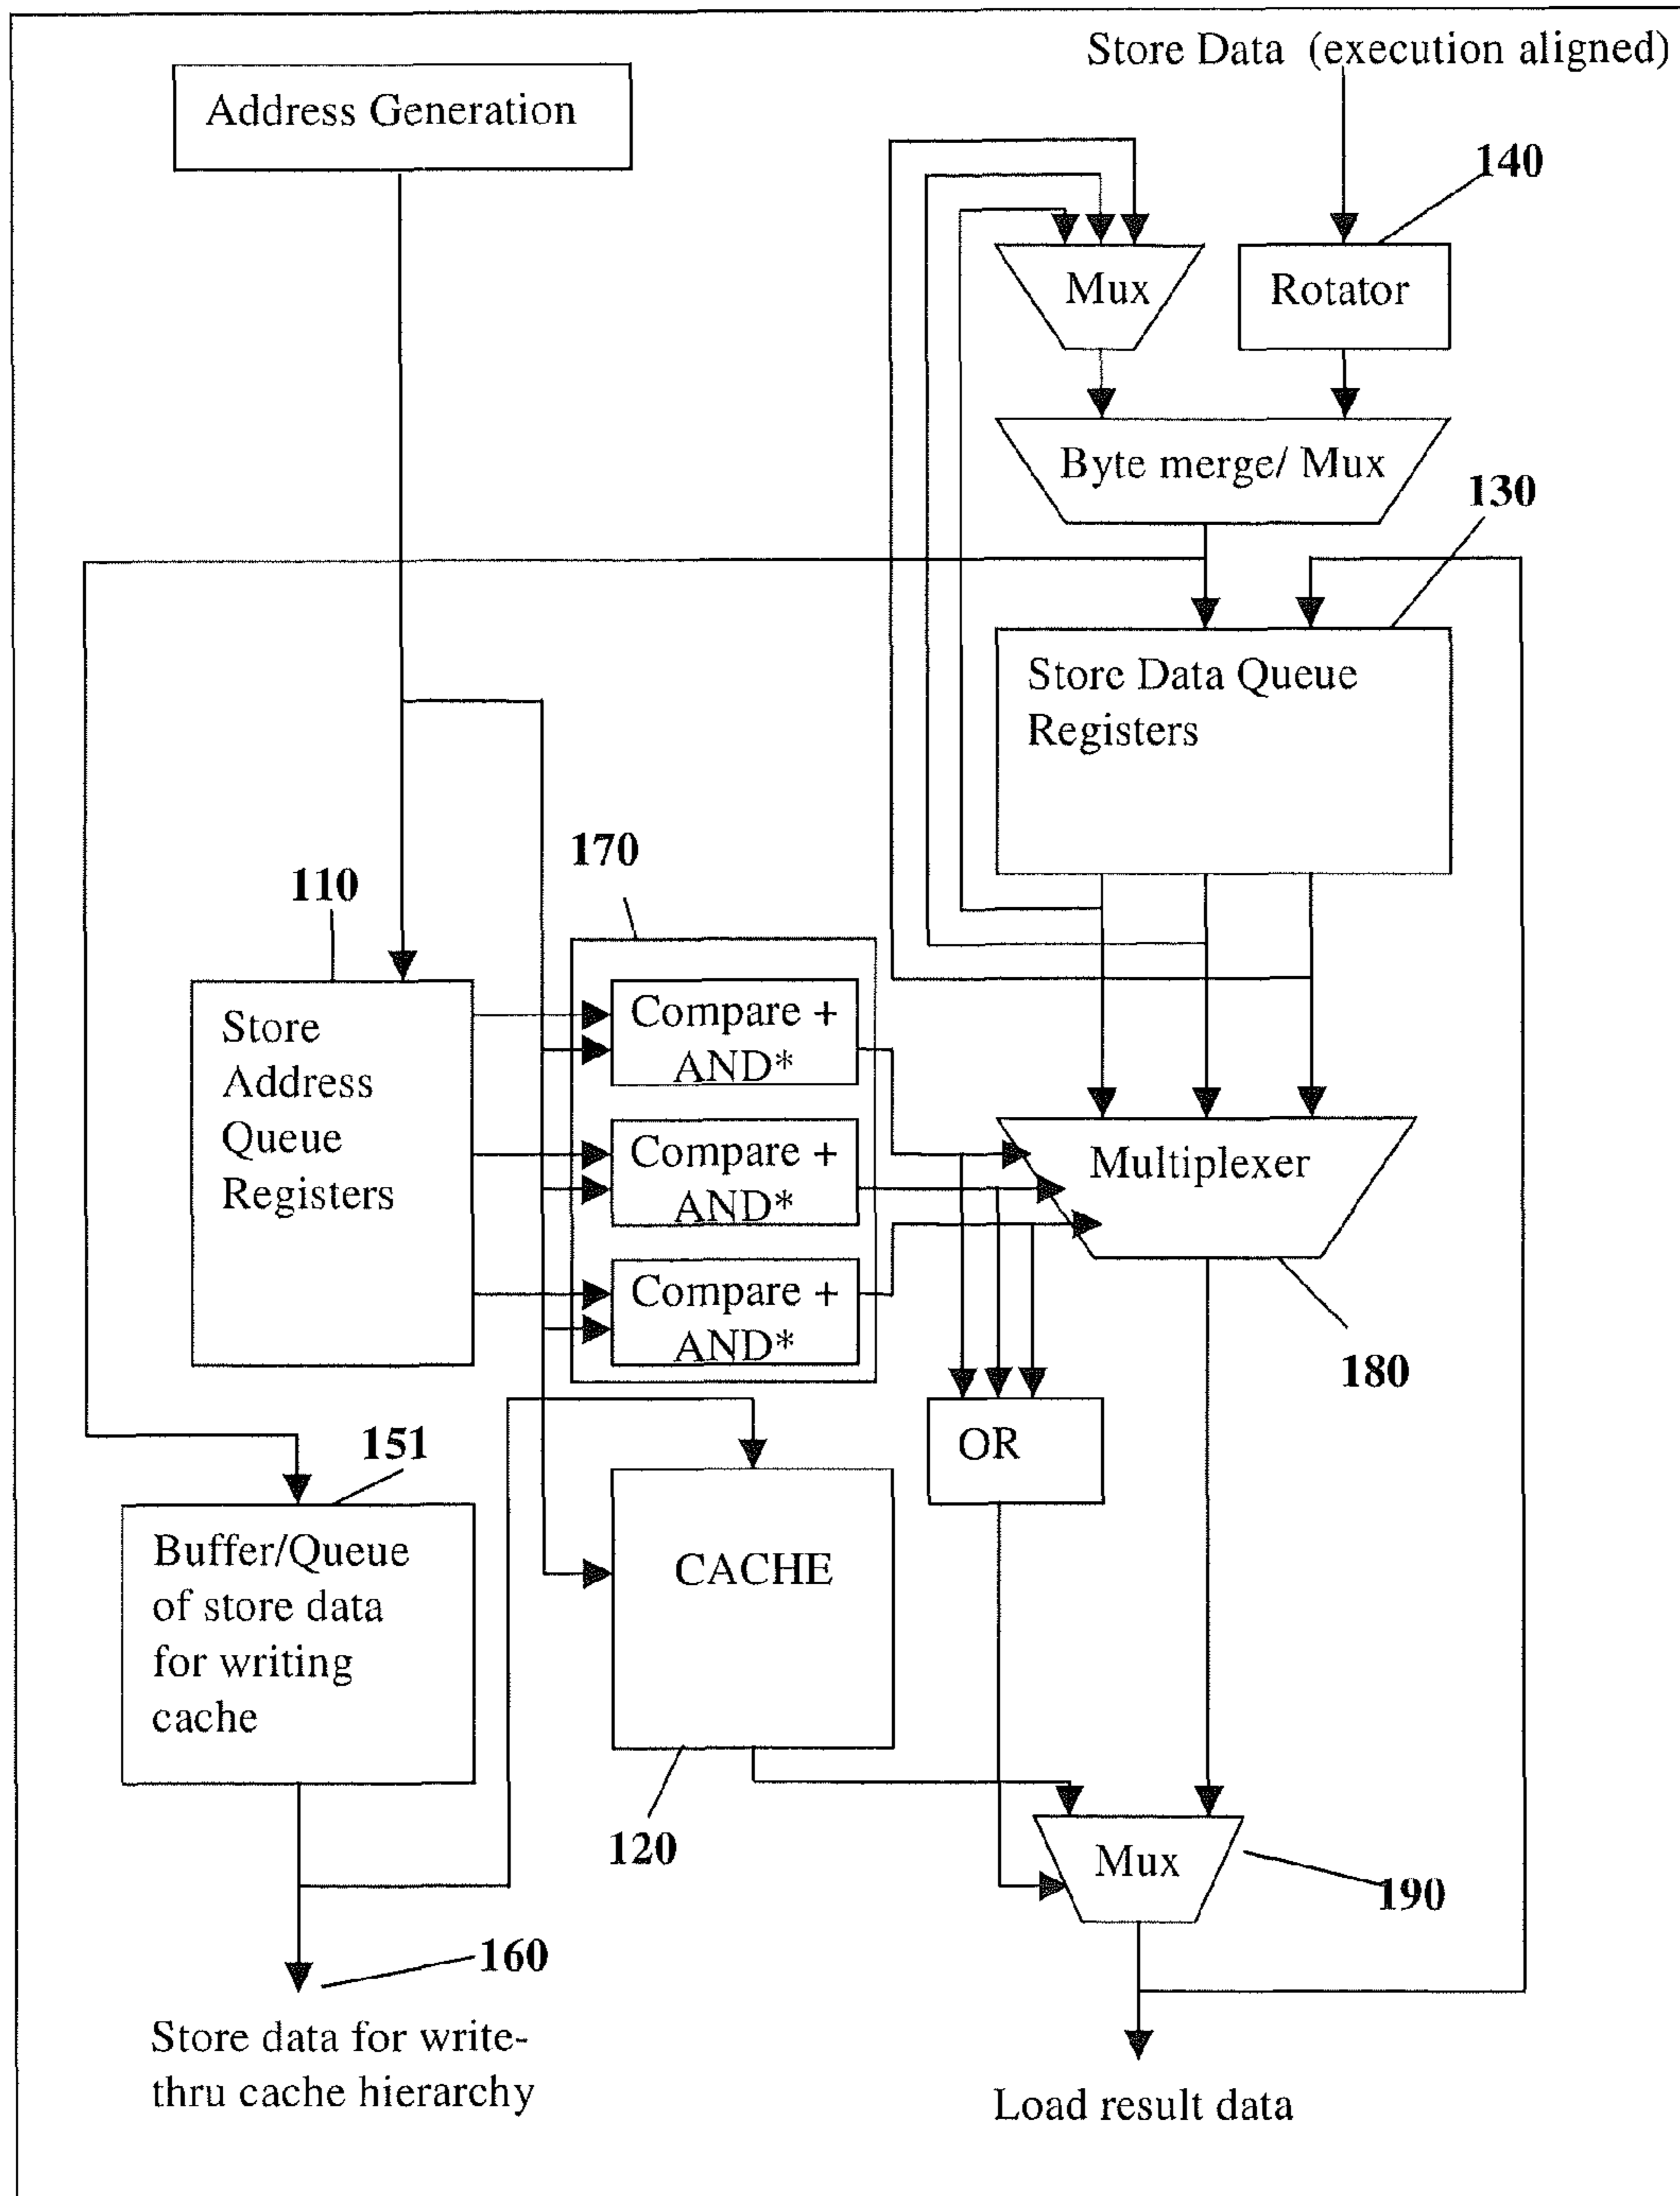 Store Data (execution aligned)
Address Generation
140
Mux
Rotator
Byte merge/ Mux
130
Store Data Queue
Registers
170
110
Compare +
AND*
Store
Address
Queue
Registers
Compare +
AND*
Multiplexer
Compare +
AND*
180
151
OR
Buffer/Queue
of store data
for writing
cache
CACHE
120
Mux
190
160
Store data for write-
thru cache hierarchy
Load result data